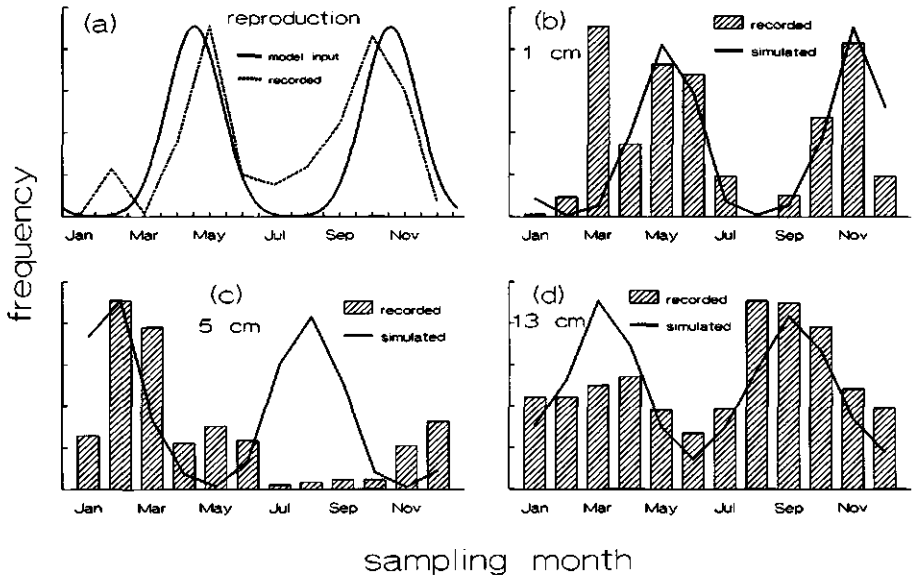 frequency
(a)
reproduction
model input
recorded
Jan Mar May Jul Sep Nov
(b)
1 cm
recorded
simulated
Jan Mar May Jul Sep Nov
(c)
5 cm
recorded
simulated
Jan Mar May Jul Sep Nov
(d)
13 cm
recorded
simulated
Jan Mar May Jul Sep Nov
sampling month